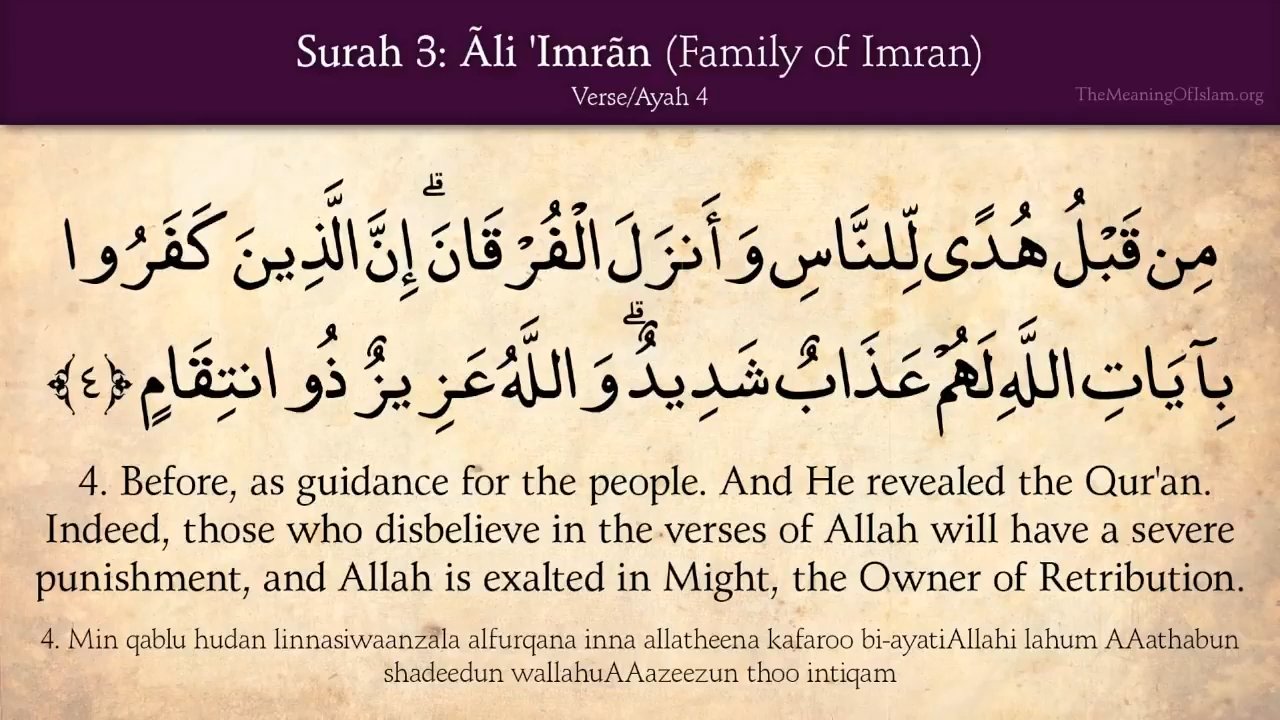 Surah 3: Ãli 'Imrãn (Family of Imran)
Verse/Ayah 4
TheMeaningOfIslam.org
مِن قَبْلُ هُدًى لِّلنَّاسِ وَأَنزَلَ الْفُرْقَانَ ۗ إِنَّ الَّذِينَ كَفَرُوا
بِآيَاتِ اللَّهِ لَهُمْ عَذَابٌ شَدِيدٌ ۗ وَاللَّهُ عَزِيزٌ ذُو انتِقَامٍ ﴿٤﴾
4. Before, as guidance for the people. And He revealed the Qur'an.
Indeed, those who disbelieve in the verses of Allah will have a severe
punishment, and Allah is exalted in Might, the Owner of Retribution.
4. Min qablu hudan linnasiwaanzala alfurqana inna allatheena kafaroo bi-ayatiAllahi lahum AAathabun
shadeedun wallahuAAazeezun thoo intiqam